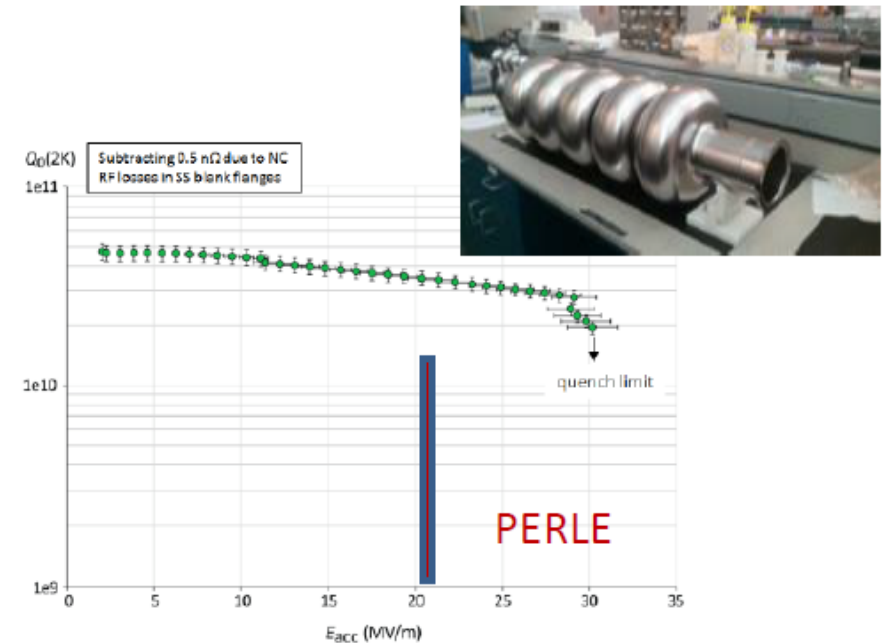 Q₀(2K)
Subtracting 0.5 nΩ due to NC
RF losses in SS blank flanges
1e11
1e10
quench limit
PERLE
1e9
0 5 10 15 20 25 30 35
Eacc (MV/m)